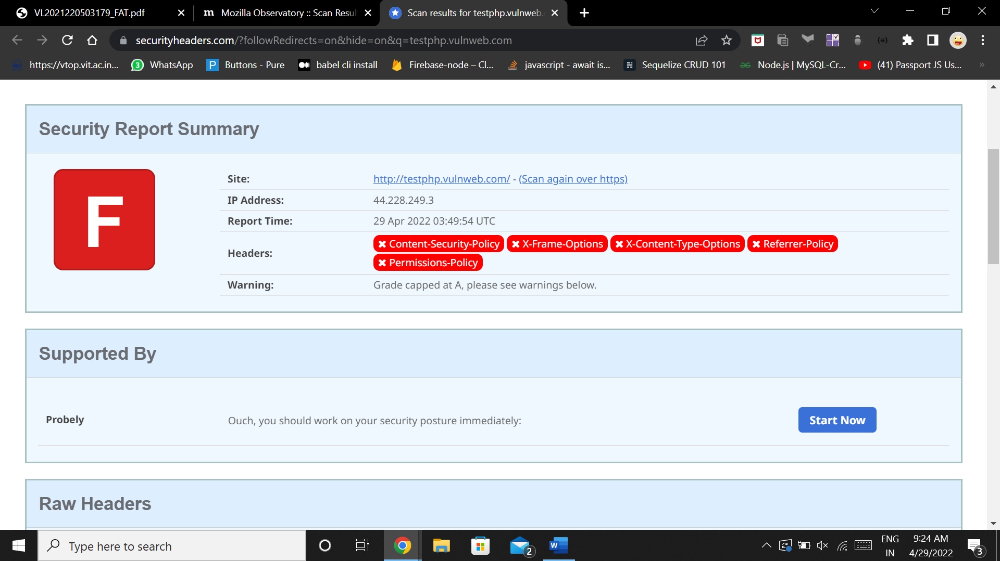 VL2021220503179_FAT.pdf
m Mozilla Observatory :: Scan Resul
Scan results for testphp.vulnweb.
securityheaders.com/?followRedirects=on&hide=on&q=testphp.vulnweb.com
https://vtop.vit.ac.in...
3 WhatsApp
P Buttons - Pure
babel cli install
Firebase-node – Cl...
javascript - await is...
Sequelize CRUD 101
Node.js | MySQL-Cr...
(41) Passport JS Us...
»
Security Report Summary
F
Site: http://testphp.vulnweb.com/ - (Scan again over https)
IP Address: 44.228.249.3
Report Time: 29 Apr 2022 03:49:54 UTC
Headers: Content-Security-Policy X-Frame-Options X-Content-Type-Options Referrer-Policy
Permissions-Policy
Warning: Grade capped at A, please see warnings below.
Supported By
Probely Ouch, you should work on your security posture immediately: Start Now
Raw Headers
Type here to search
2
W
ENG
IN
9:24 AM
4/29/2022
3